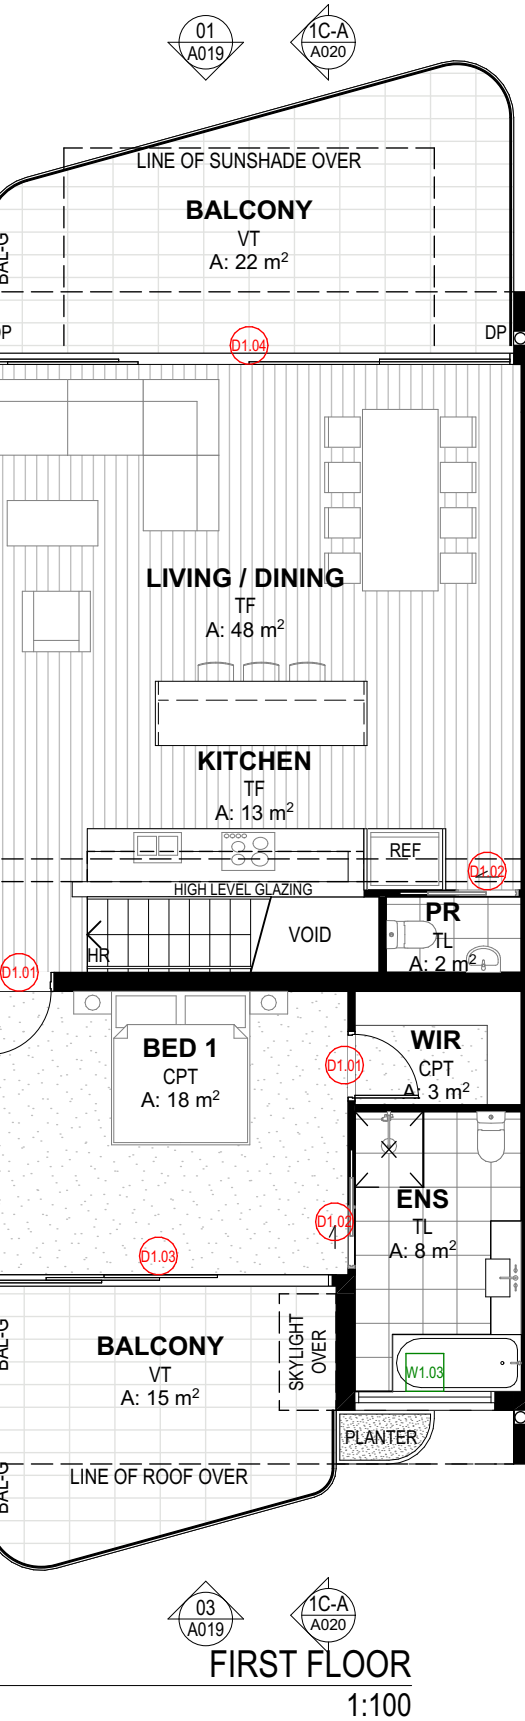 01
A019
1C-A
A020
LINE OF SUNSHADE OVER
BALCONY
VT
A: 22 m²
BAL-G
DP
DP
D1.04
LIVING / DINING
TF
A: 48 m²
KITCHEN
TF
A: 13 m²
REF
D1.02
HIGH LEVEL GLAZING
HR
VOID
PR
TL
A: 2 m²
D1.01
BED 1
CPT
A: 18 m²
D1.01
WIR
CPT
A: 3 m²
D1.02
ENS
TL
A: 8 m²
D1.03
BAL-G
BALCONY
VT
A: 15 m²
SKYLIGHT
OVER
W1.03
PLANTER
BAL-G
LINE OF ROOF OVER
03
A019
1C-A
A020
FIRST FLOOR
1:100